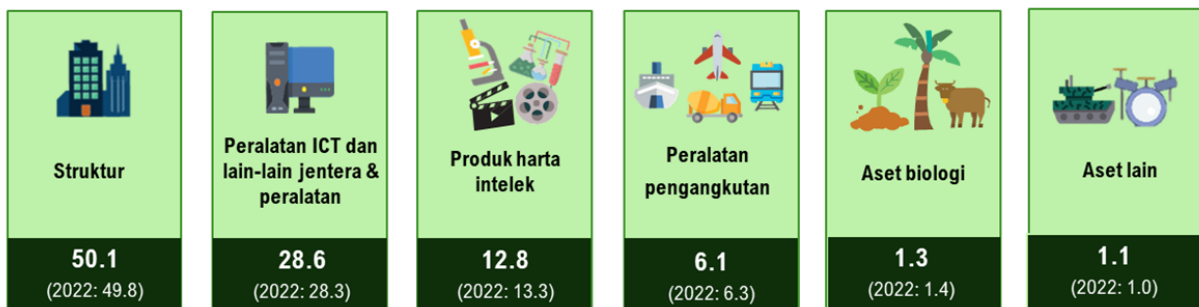 Struktur
50.1
(2022: 49.8)
Peralatan ICT dan
lain-lain jentera &
peralatan
28.6
(2022: 28.3)
Produk harta
intelek
12.8
(2022: 13.3)
Peralatan
pengangkutan
6.1
(2022: 6.3)
Aset biologi
1.3
(2022: 1.4)
Aset lain
1.1
(2022: 1.0)